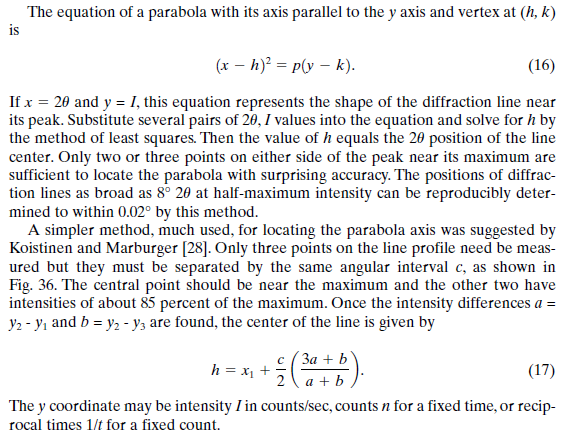 The equation of a parabola with its axis parallel to the y axis and vertex at (h, k)
is
(x − h)² = p(y − k). (16)
If x = 2θ and y = I, this equation represents the shape of the diffraction line near
its peak. Substitute several pairs of 2θ, I values into the equation and solve for h by
the method of least squares. Then the value of h equals the 2θ position of the line
center. Only two or three points on either side of the peak near its maximum are
sufficient to locate the parabola with surprising accuracy. The positions of diffrac-
tion lines as broad as 8° 2θ at half-maximum intensity can be reproducibly deter-
mined to within 0.02° by this method.
A simpler method, much used, for locating the parabola axis was suggested by
Koistinen and Marburger [28]. Only three points on the line profile need be meas-
ured but they must be separated by the same angular interval c, as shown in
Fig. 36. The central point should be near the maximum and the other two have
intensities of about 85 percent of the maximum. Once the intensity differences a =
y₂ - y₁ and b = y₂ - y₃ are found, the center of the line is given by
h = x₁ + c/2 ( (3a + b)/(a + b) ). (17)
The y coordinate may be intensity I in counts/sec, counts n for a fixed time, or recip-
rocal times 1/t for a fixed count.